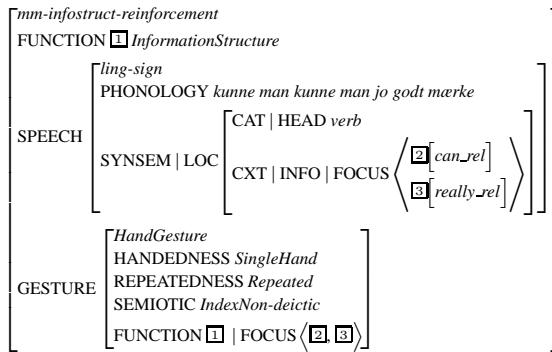 mm-infostruct-reinforcement
FUNCTION 1 InformationStructure
ling-sign
PHONOLOGY kunne man kunne man jo godt mærke
CAT | HEAD verb
SPEECH
SYNSEM | LOC
CXT | INFO | FOCUS
2 [can_rel]
3 [really_rel]
HandGesture
HANDEDNESS SingleHand
GESTURE REPEATEDNESS Repeated
SEMIOTIC IndexNon-deictic
FUNCTION 1 | FOCUS ⟨2, 3⟩